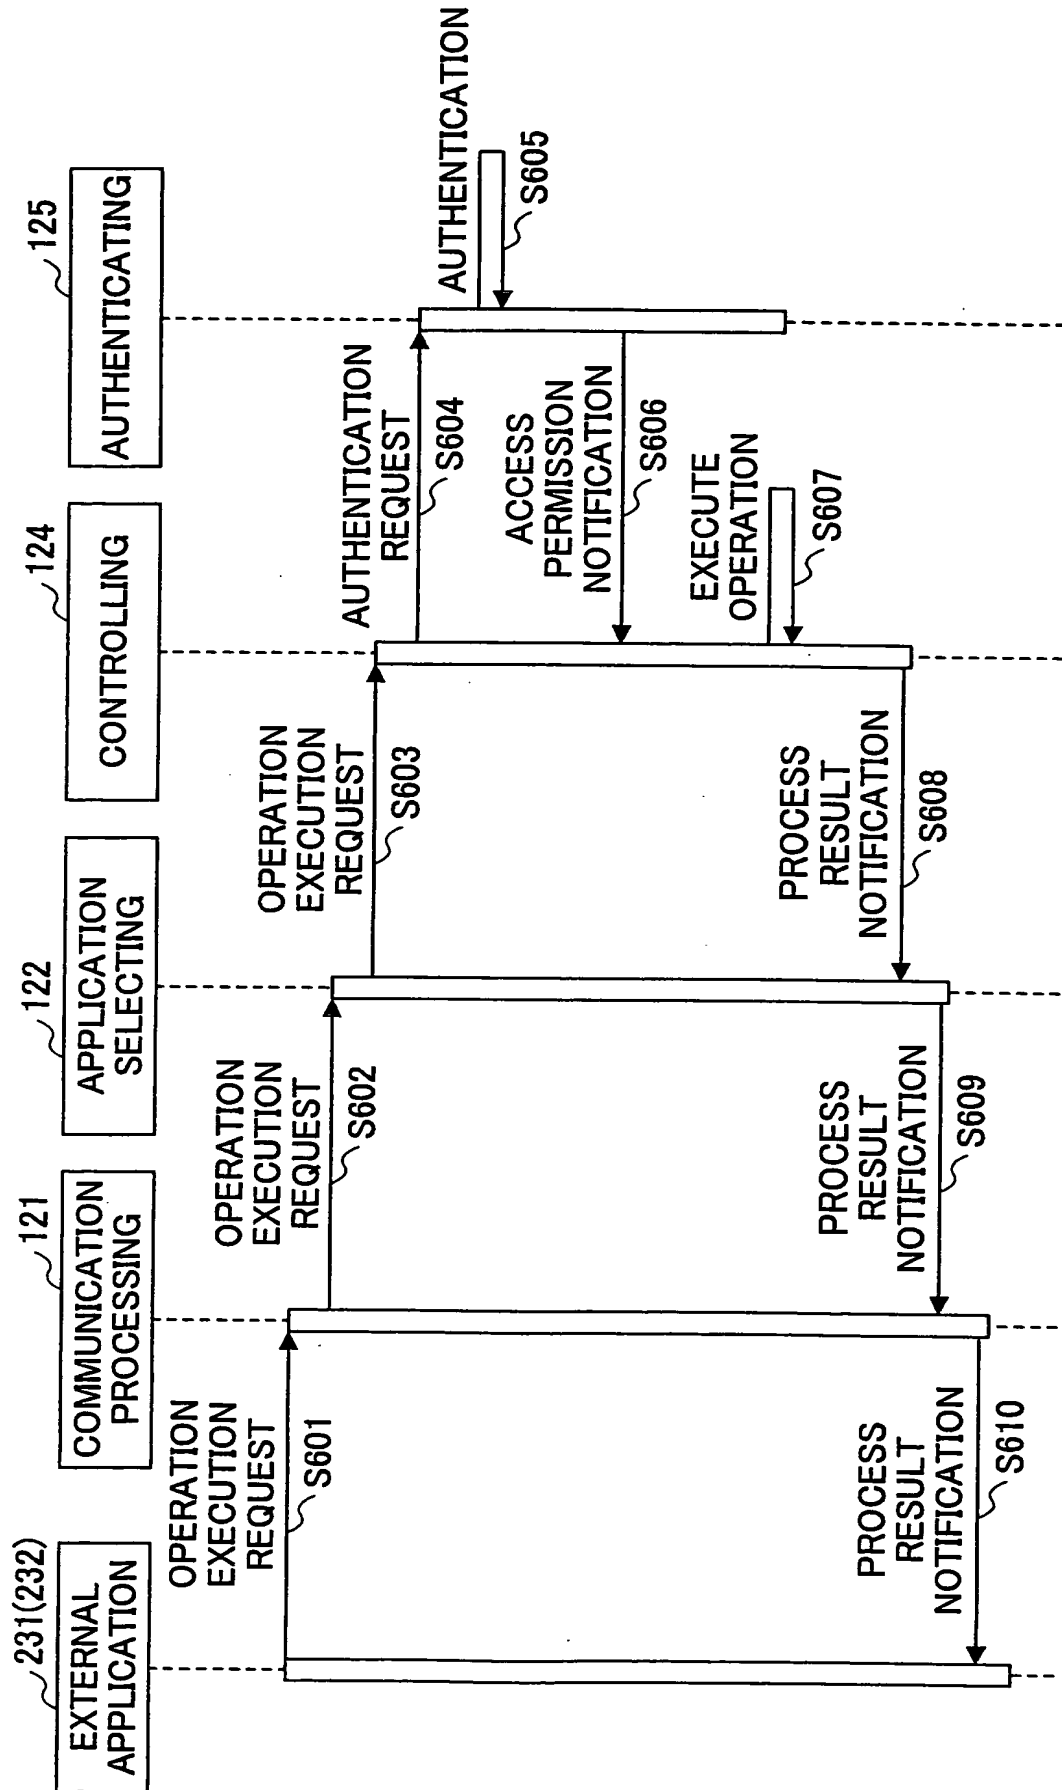 231(232)
EXTERNAL
APPLICATION
121
COMMUNICATION
PROCESSING
122
APPLICATION
SELECTING
124
CONTROLLING
125
AUTHENTICATING
OPERATION
EXECUTION
REQUEST
S601
OPERATION
EXECUTION
REQUEST
S602
OPERATION
EXECUTION
REQUEST
S603
AUTHENTICATION
REQUEST
S604
AUTHENTICATION
S605
ACCESS
PERMISSION
NOTIFICATION
S606
EXECUTE
OPERATION
S607
PROCESS
RESULT
NOTIFICATION
S608
PROCESS
RESULT
NOTIFICATION
S609
PROCESS
RESULT
NOTIFICATION
S610